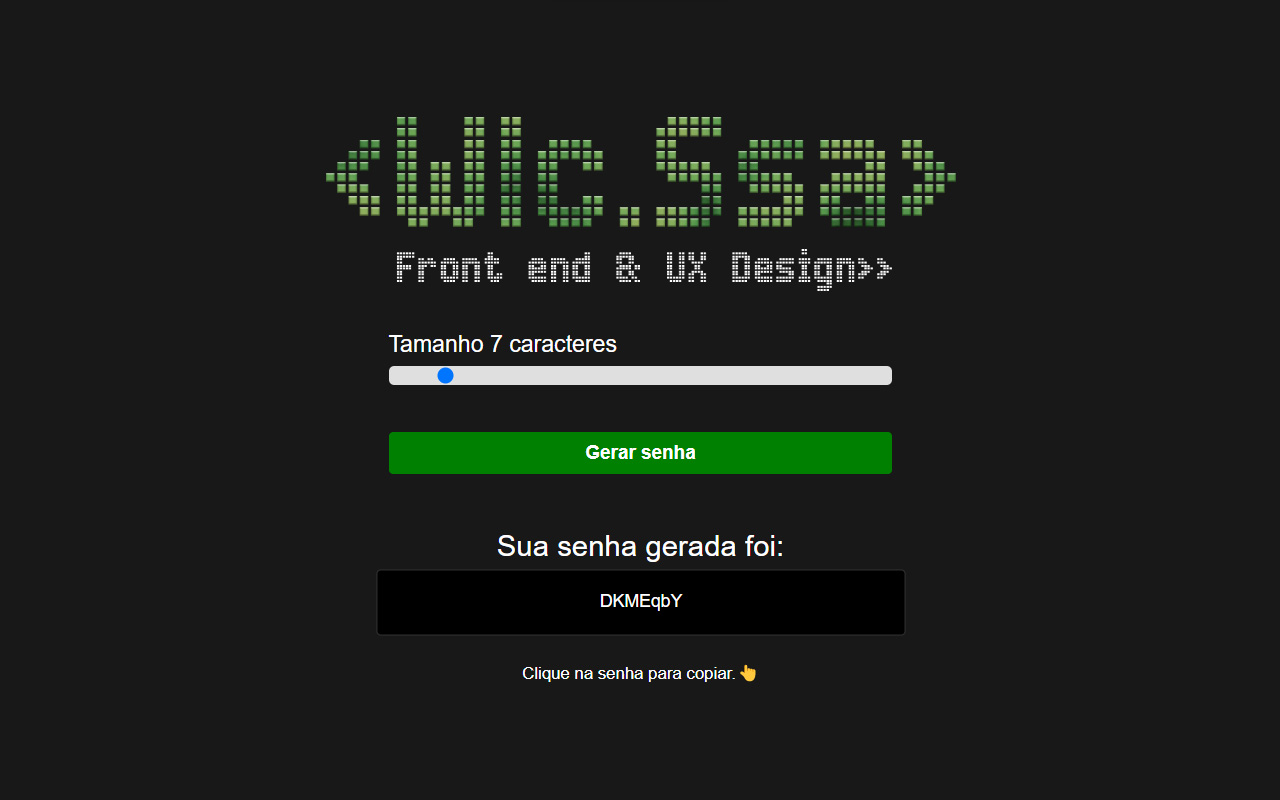 <Wlc.Ssa>
Front end & UX Design>>
Tamanho 7 caracteres
Gerar senha
Sua senha gerada foi:
DKMEqbY
Clique na senha para copiar. 👆